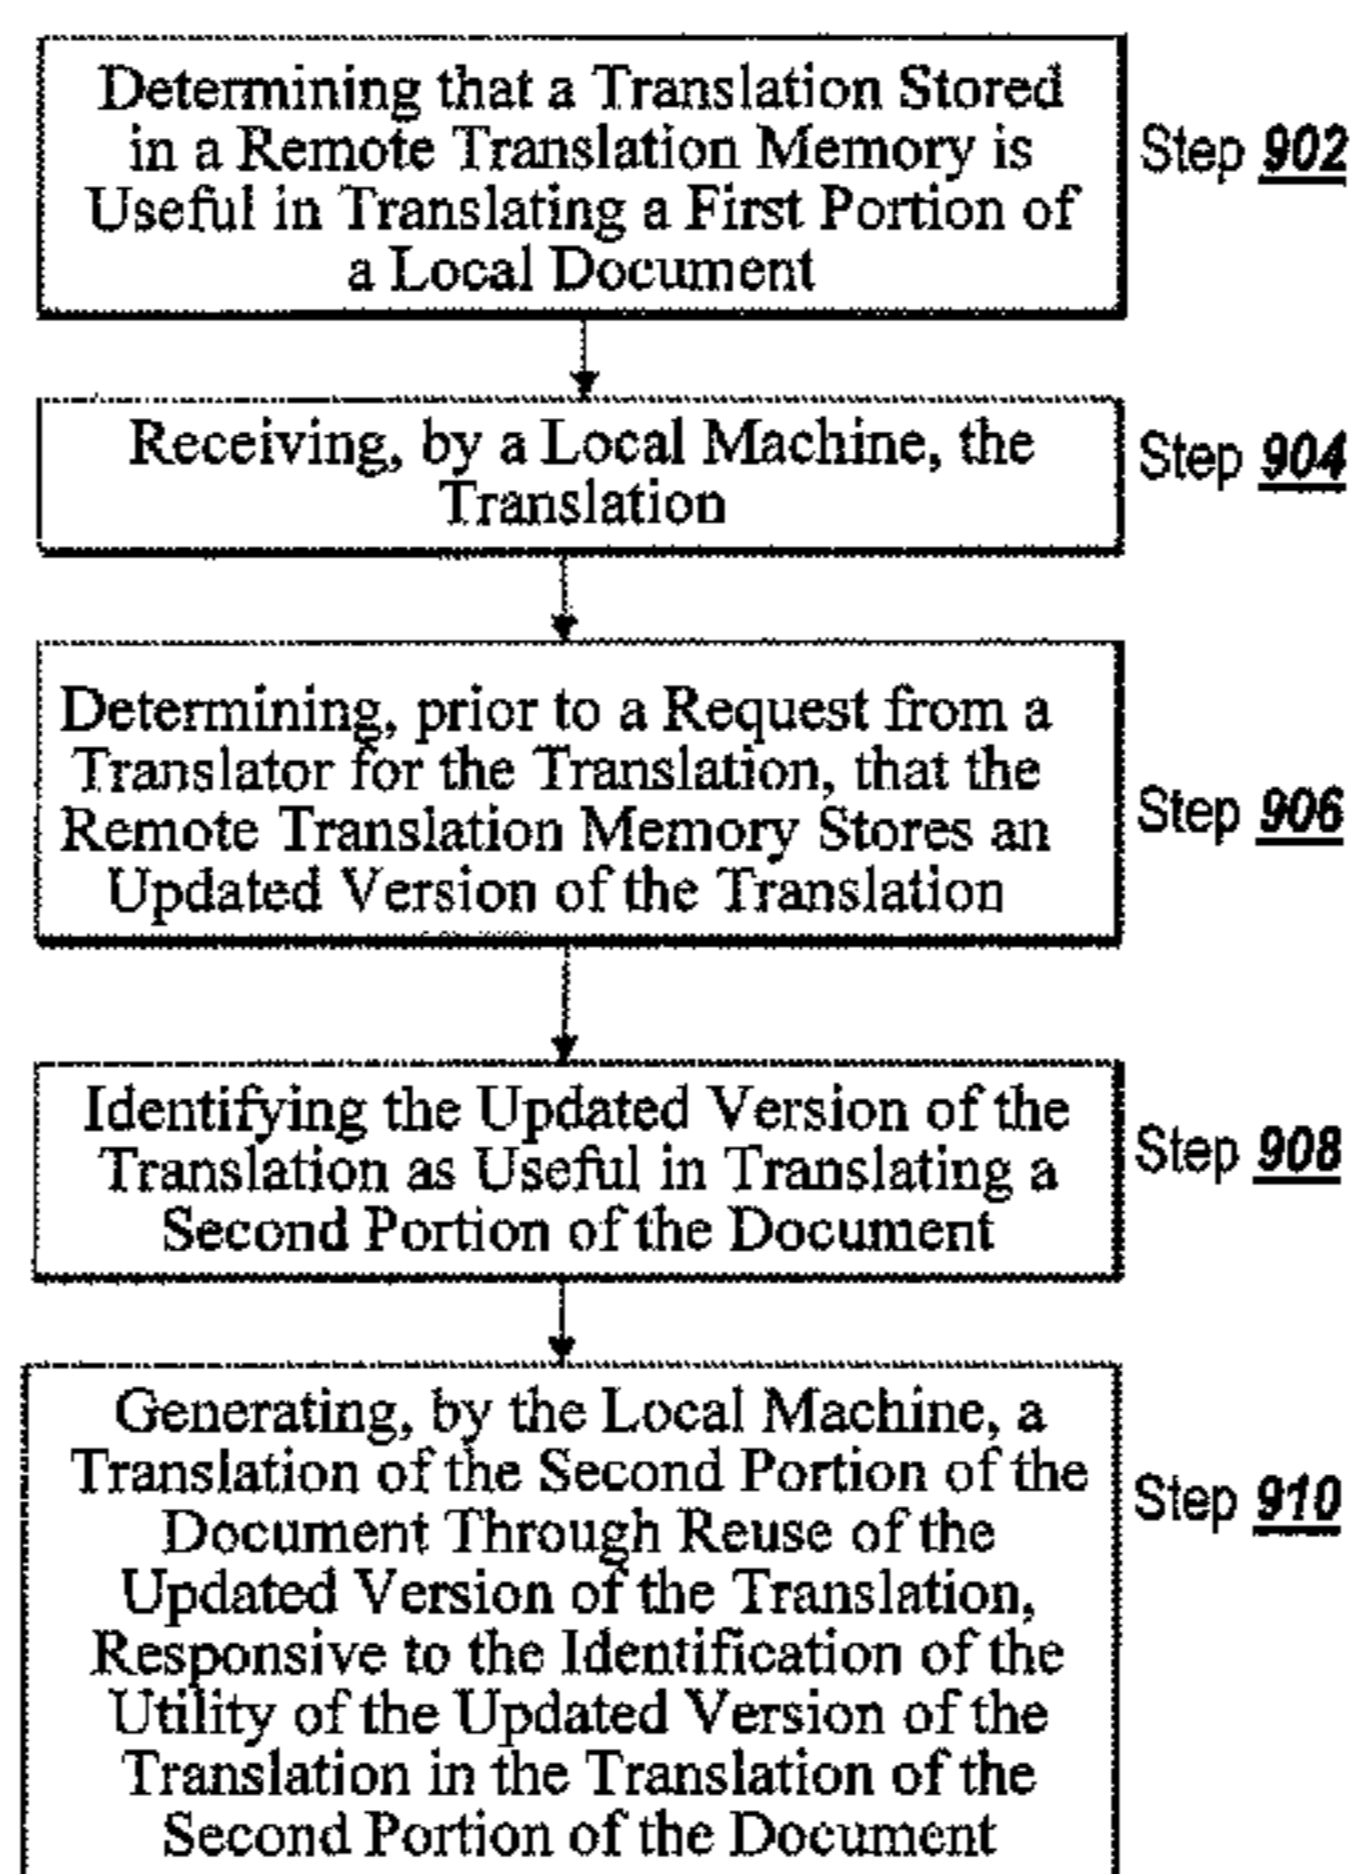 Determining that a Translation Stored
in a Remote Translation Memory is
Useful in Translating a First Portion of
a Local Document
Step 902
Receiving, by a Local Machine, the
Translation
Step 904
Determining, prior to a Request from a
Translator for the Translation, that the
Remote Translation Memory Stores an
Updated Version of the Translation
Step 906
Identifying the Updated Version of the
Translation as Useful in Translating a
Second Portion of the Document
Step 908
Generating, by the Local Machine, a
Translation of the Second Portion of the
Document Through Reuse of the
Updated Version of the Translation,
Responsive to the Identification of the
Utility of the Updated Version of the
Translation in the Translation of the
Second Portion of the Document
Step 910